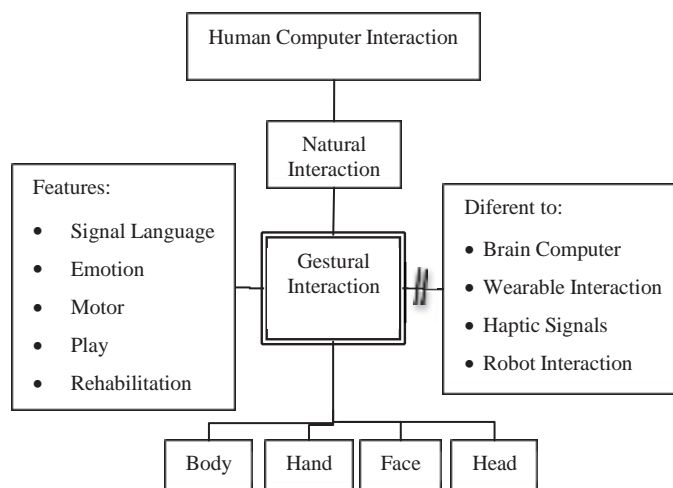 Human Computer Interaction
Natural
Interaction
Features:
• Signal Language
• Emotion
• Motor
• Play
• Rehabilitation
Gestural
Interaction
Diferent to:
• Brain Computer
• Wearable Interaction
• Haptic Signals
• Robot Interaction
Body
Hand
Face
Head